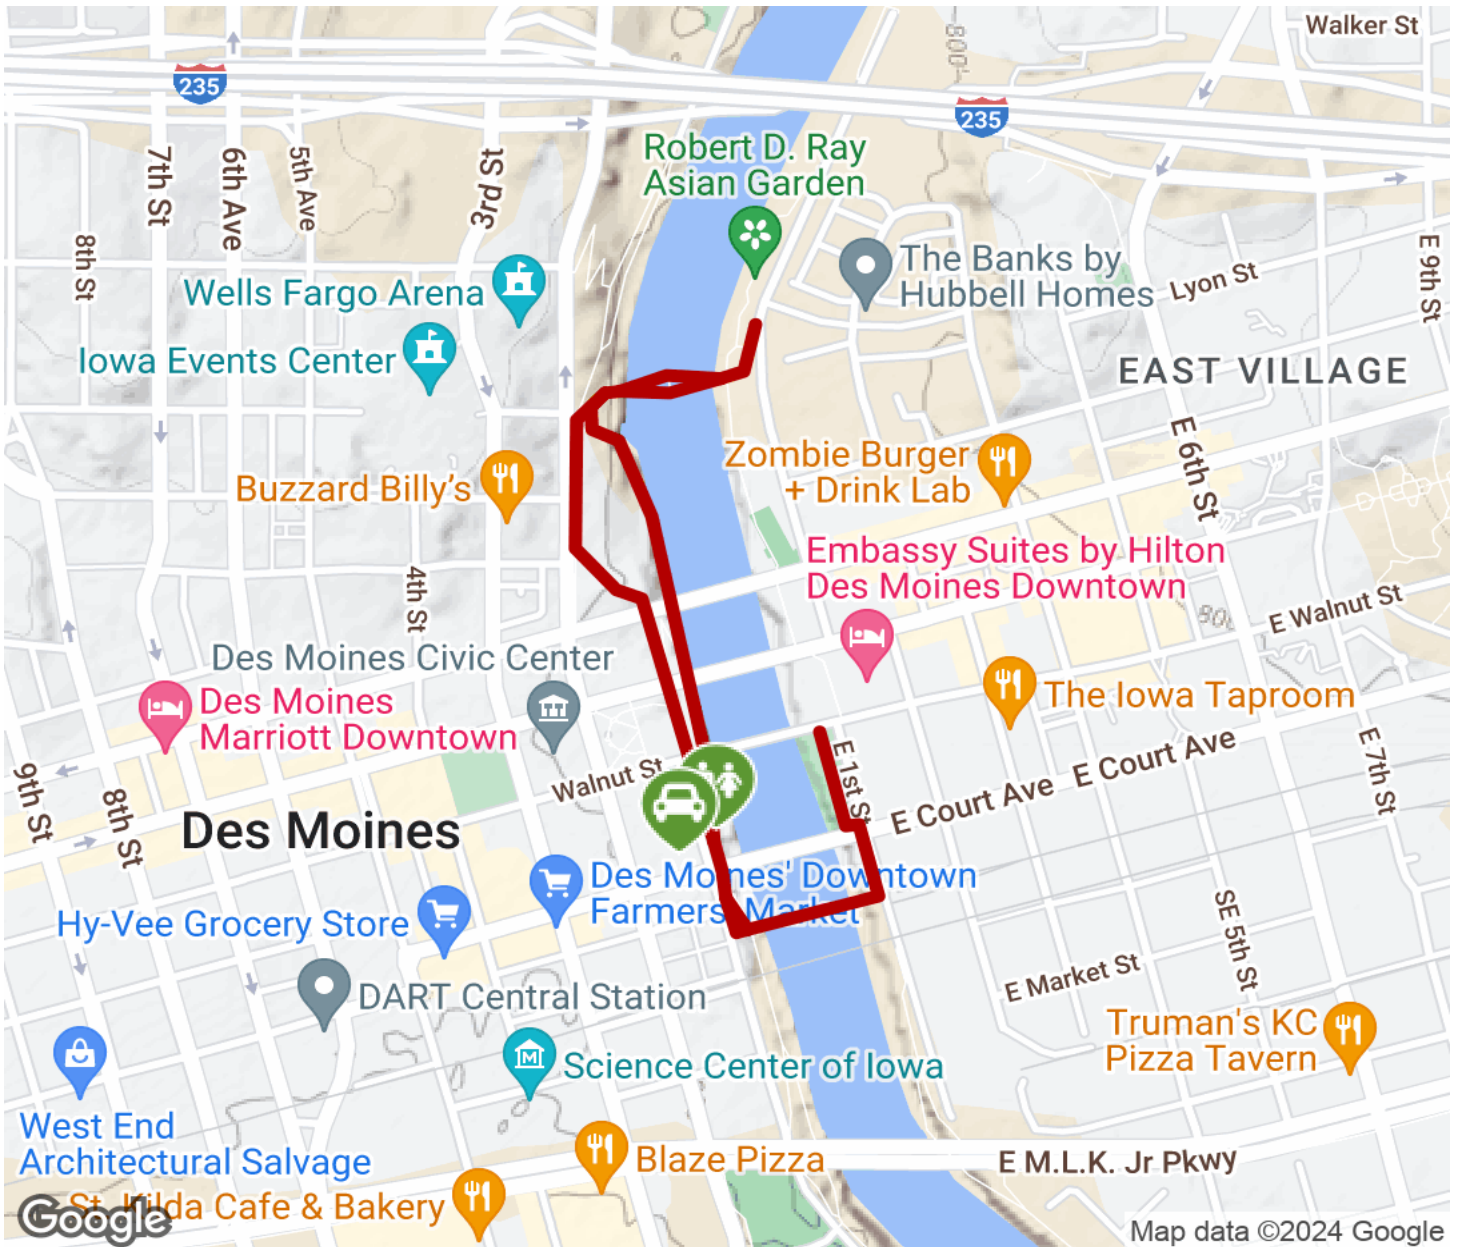 Walker St
235
800
235
Robert D. Ray
Asian Garden
7th St
6th Ave
5th Ave
3rd St
8th St
E 9th St
The Banks by
Hubbell Homes
Lyon St
Wells Fargo Arena
Iowa Events Center
EAST VILLAGE
E 6th St
Zombie Burger
+ Drink Lab
Buzzard Billy's
Embassy Suites by Hilton
Des Moines Downtown
4th St
E Walnut St
Des Moines Civic Center
Des Moines
Marriott Downtown
The Iowa Taproom
Walnut St
E 1st St
E Court Ave
E Court Ave
E 7th St
9th St
8th St
Des Moines
Des Moines' Downtown
Farmers' Market
Hy-Vee Grocery Store
SE 5th St
E Market St
DART Central Station
Truman's KC
Pizza Tavern
Science Center of Iowa
West End
Architectural Salvage
Blaze Pizza
E M.L.K. Jr Pkwy
St. Kilda Cafe & Bakery
Google
Map data ©2024 Google